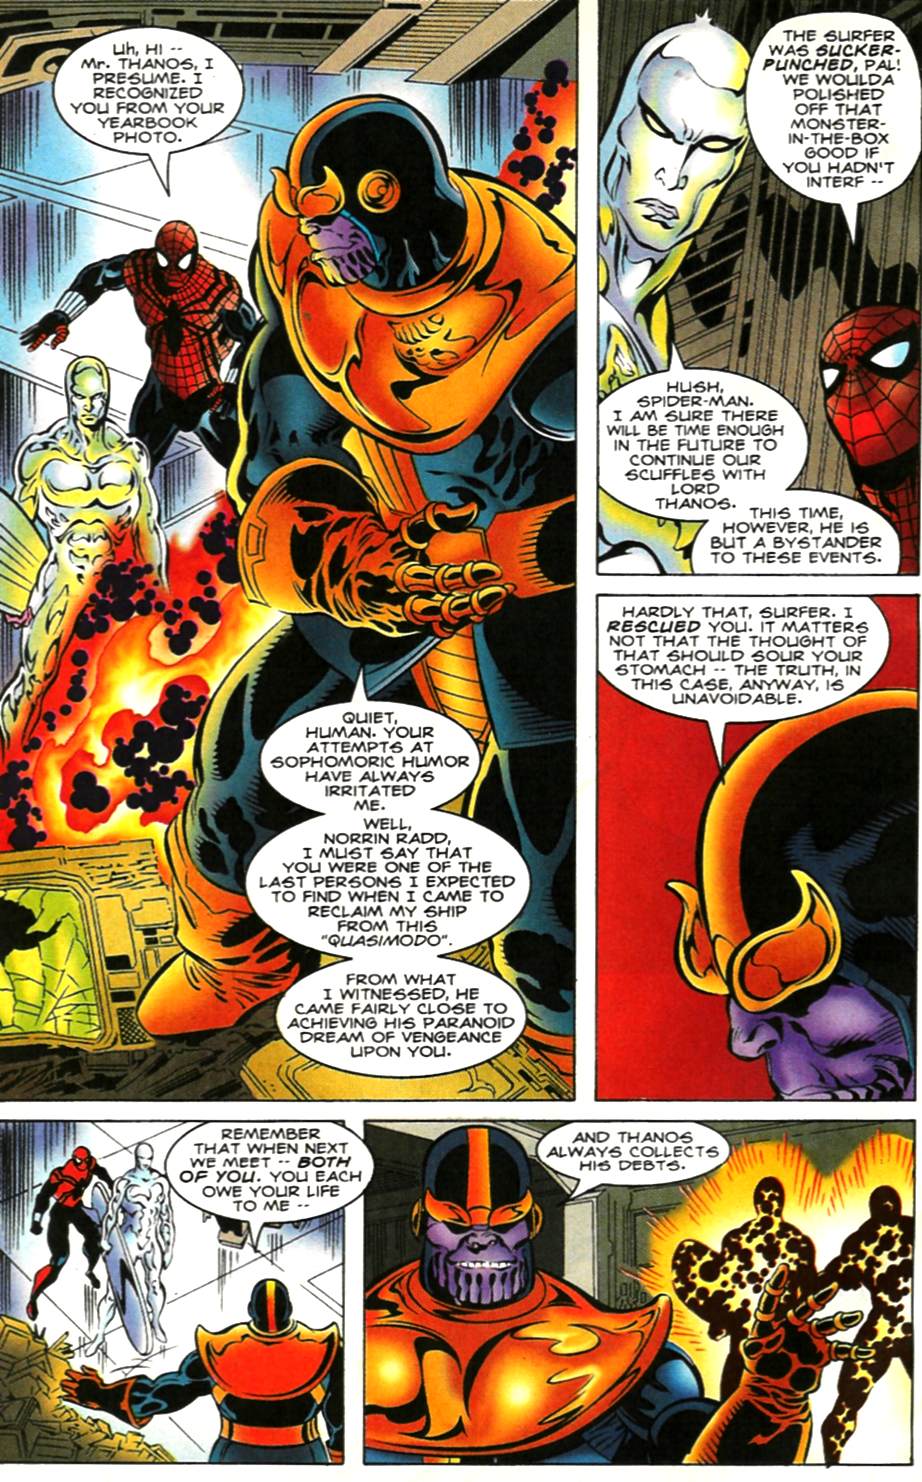 UH, HI --
MR. THANOS, I
PRESUME. I
RECOGNIZED
YOU FROM YOUR
YEARBOOK
PHOTO.
QUIET,
HUMAN. YOUR
ATTEMPTS AT
SOPHOMORIC HUMOR
HAVE ALWAYS
IRRITATED
ME.
WELL,
NORRIN RADD,
I MUST SAY THAT
YOU WERE ONE OF THE
LAST PERSONS I EXPECTED
TO FIND WHEN I CAME TO
RECLAIM MY SHIP
FROM THIS
"QUASIMODO".
FROM WHAT
I WITNESSED, HE
CAME FAIRLY CLOSE TO
ACHIEVING HIS PARANOID
DREAM OF VENGEANCE
UPON YOU.
THE SURFER
WAS SUCKER-
PUNCHED, PAL!
WE WOULDA
POLISHED
OFF THAT
MONSTER-
IN-THE-BOX
GOOD IF
YOU HADN'T
INTERF --
HUSH,
SPIDER-MAN.
I AM SURE THERE
WILL BE TIME ENOUGH
IN THE FUTURE TO
CONTINUE OUR
SCUFFLES WITH
LORD
THANOS.
THIS TIME,
HOWEVER, HE IS
BUT A BYSTANDER
TO THESE EVENTS.
HARDLY THAT, SURFER. I
RESCUED YOU. IT MATTERS
NOT THAT THE THOUGHT OF
THAT SHOULD SOUR YOUR
STOMACH -- THE TRUTH, IN
THIS CASE, ANYWAY, IS
UNAVOIDABLE.
REMEMBER
THAT WHEN NEXT
WE MEET -- BOTH
OF YOU. YOU EACH
OWE YOUR LIFE
TO ME --
AND THANOS
ALWAYS COLLECTS
HIS DEBTS.